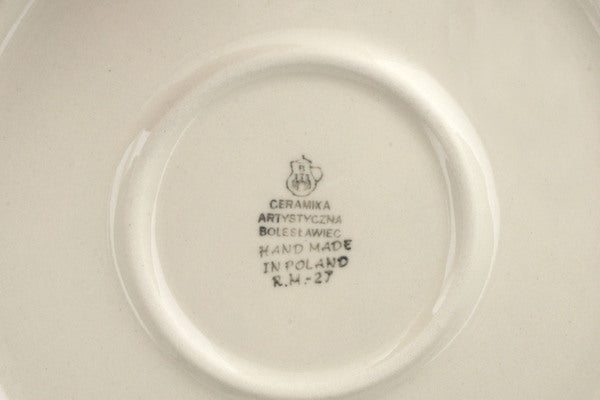 CERAMIKA
ARTYSTYCZNA
BOLESŁAWIEC
HAND MADE
IN POLAND
R.M.-27